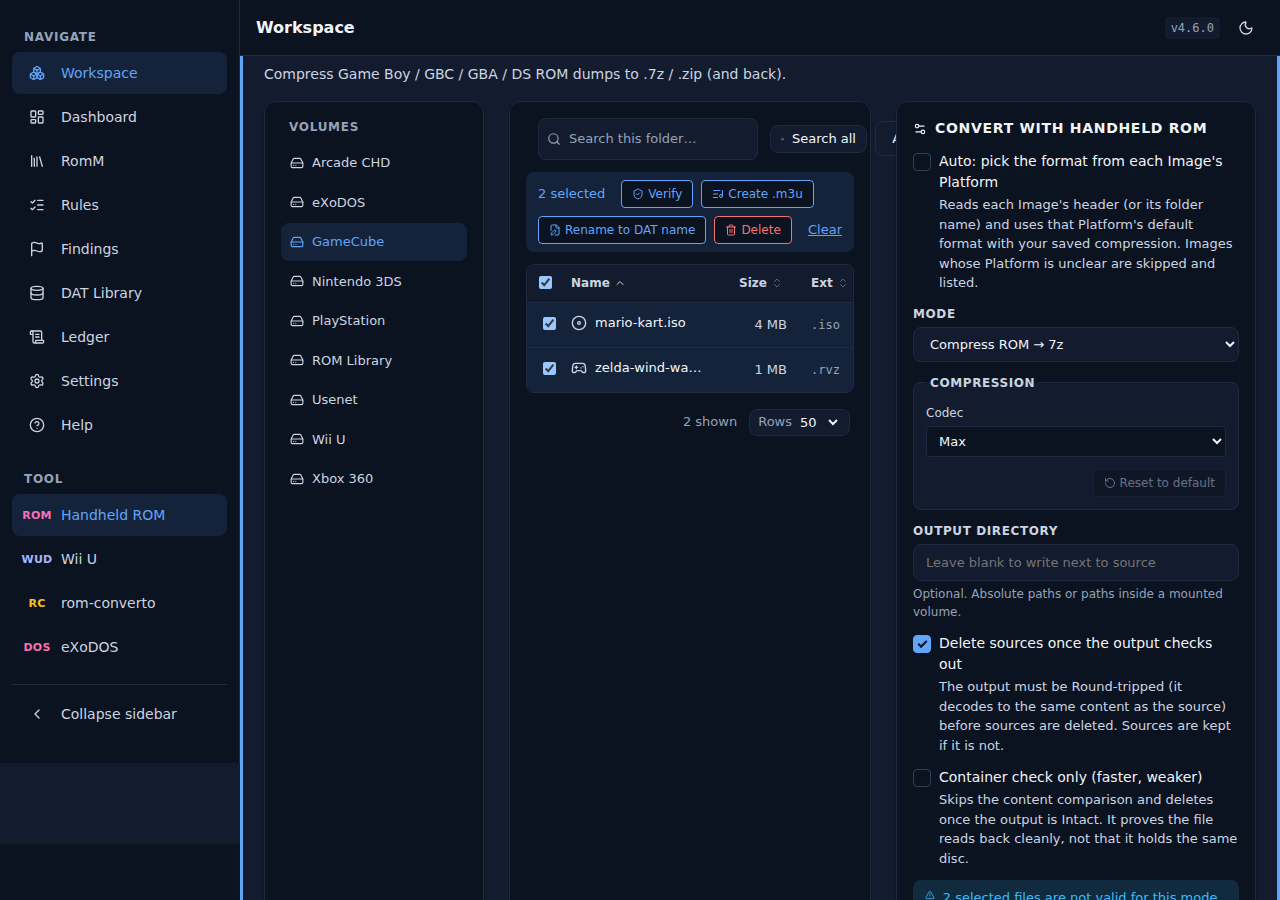 NAVIGATE
Workspace
Dashboard
RomM
Rules
Findings
DAT Library
Ledger
Settings
Help
TOOL
ROM Handheld ROM
WUD Wii U
RC rom-converto
DOS eXoDOS
Collapse sidebar
Workspace
v4.6.0
Compress Game Boy / GBC / GBA / DS ROM dumps to .7z / .zip (and back).
VOLUMES
Arcade CHD
eXoDOS
GameCube
Nintendo 3DS
PlayStation
ROM Library
Usenet
Wii U
Xbox 360
Search this folder…
Search all
2 selected
Verify
Create .m3u
Rename to DAT name
Delete
Clear
Name Size Ext
mario-kart.iso 4 MB .iso
zelda-wind-wa… 1 MB .rvz
2 shown Rows 50
CONVERT WITH HANDHELD ROM
Auto: pick the format from each Image's
Platform
Reads each Image's header (or its folder
name) and uses that Platform's default
format with your saved compression. Images
whose Platform is unclear are skipped and
listed.
MODE
Compress ROM → 7z
COMPRESSION
Codec
Max
Reset to default
OUTPUT DIRECTORY
Leave blank to write next to source
Optional. Absolute paths or paths inside a mounted
volume.
Delete sources once the output checks
out
The output must be Round-tripped (it
decodes to the same content as the source)
before sources are deleted. Sources are kept
if it is not.
Container check only (faster, weaker)
Skips the content comparison and deletes
once the output is Intact. It proves the file
reads back cleanly, not that it holds the same
disc.
2 selected files are not valid for this mode